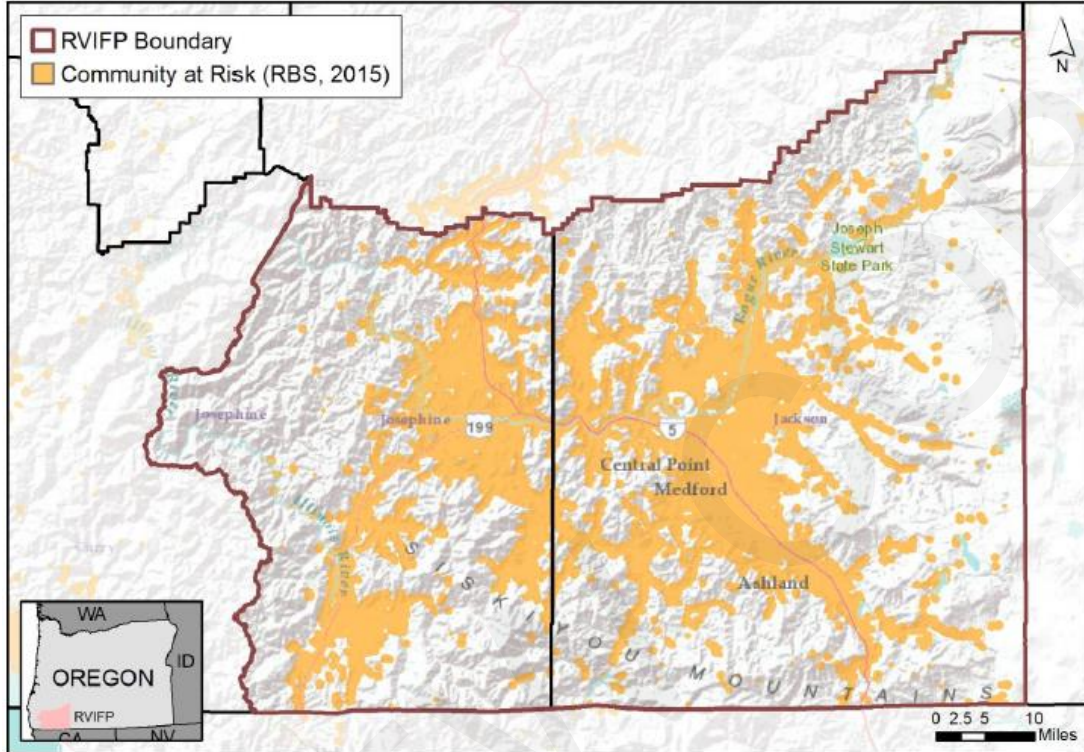 RVIFP Boundary
Community at Risk (RBS, 2015)
N
Joseph
Stewart
State Park
Rogue River
River
Josephine
Josephine
199
5
Jackson
Central Point
Medford
Illinois River
Curry
Ashland
SISKIYOU MOUNTAINS
WA
OREGON
ID
RVIFP
CA
NV
0 2.5 5 10
Miles